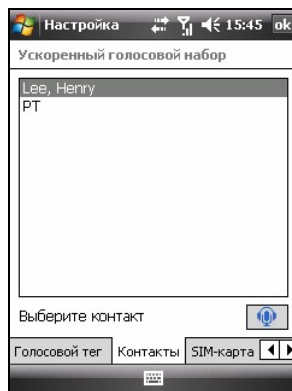 Настройка 15:45 ok
Ускоренный голосовой набор
Lee, Henry
PT
Выберите контакт
Голосовой тег Контакты SIM-карта